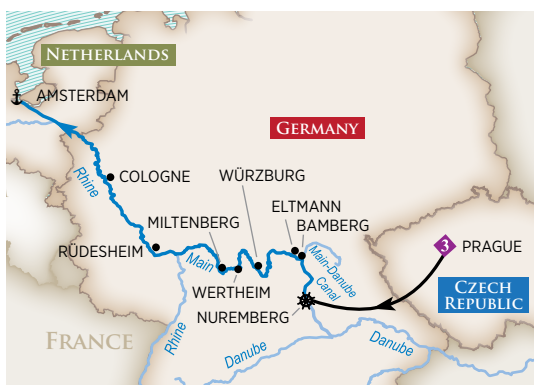 NETHERLANDS
AMSTERDAM
GERMANY
Rhine
COLOGNE
WÜRZBURG
ELTMANN
BAMBERG
MILTENBERG
RÜDESHEIM
Main
Main-Danube
Canal
3
PRAGUE
WERTHEIM
CZECH
REPUBLIC
NUREMBERG
FRANCE
Rhine
Danube
Danube